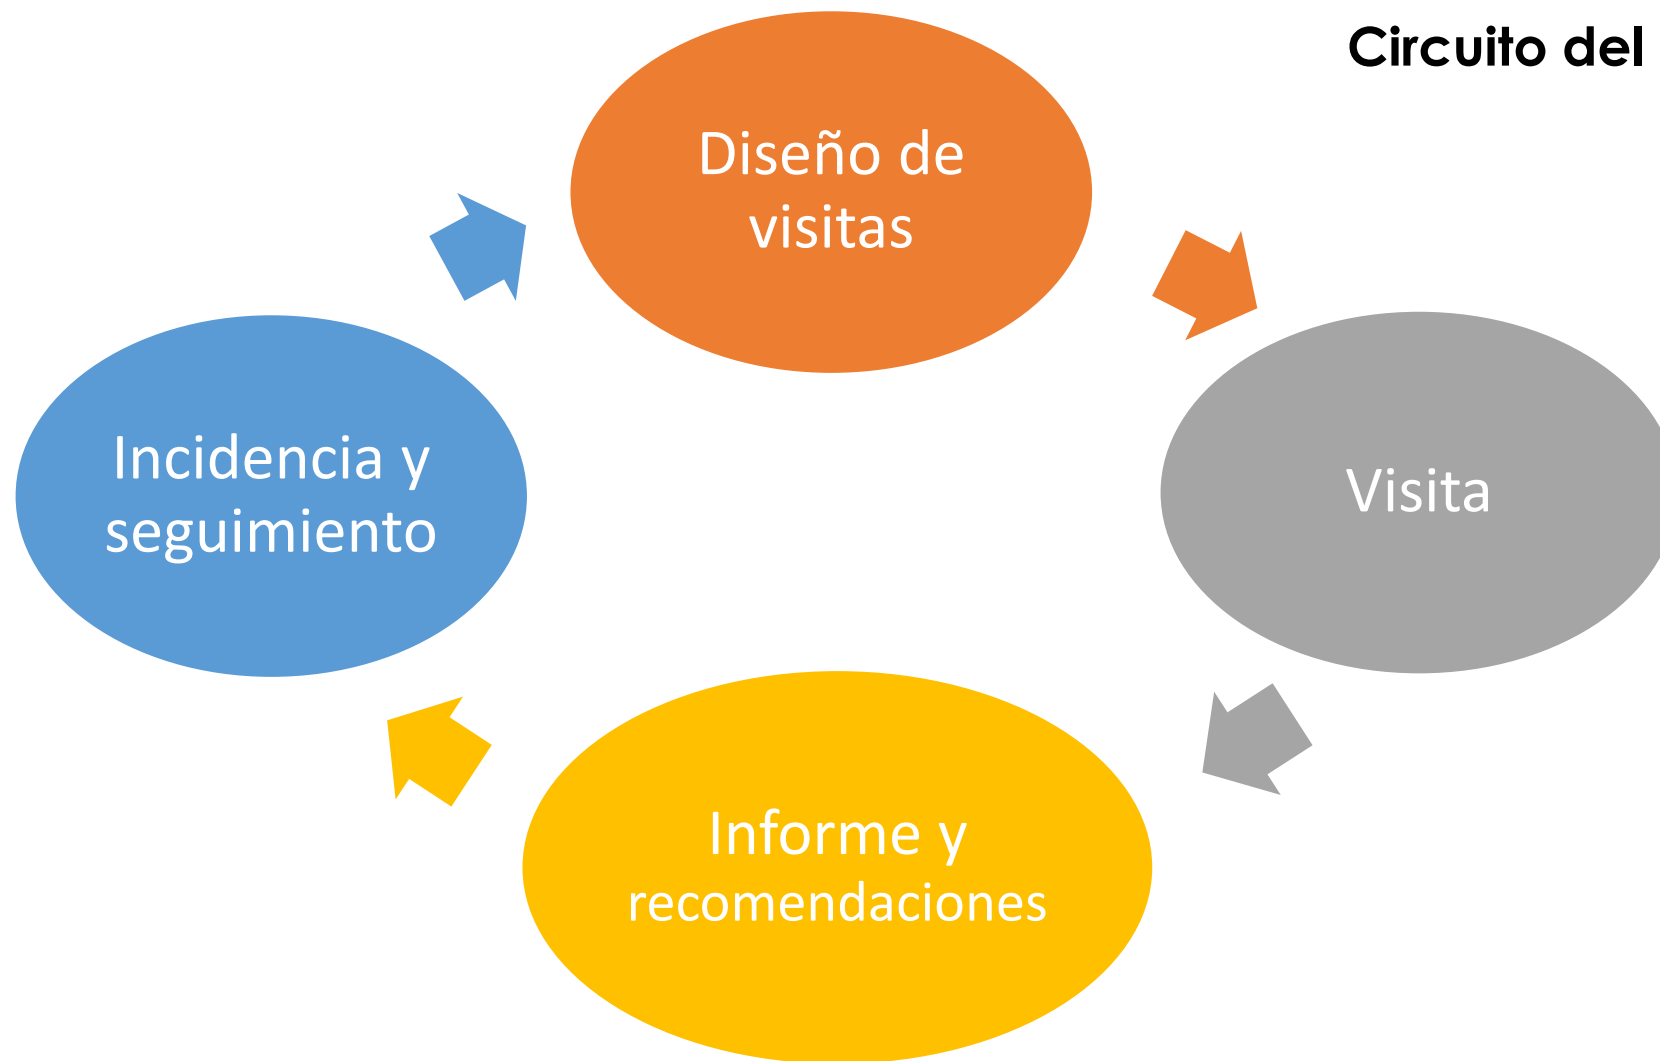 Circuito del
Diseño de
visitas
Visita
Informe y
recomendaciones
Incidencia y
seguimiento